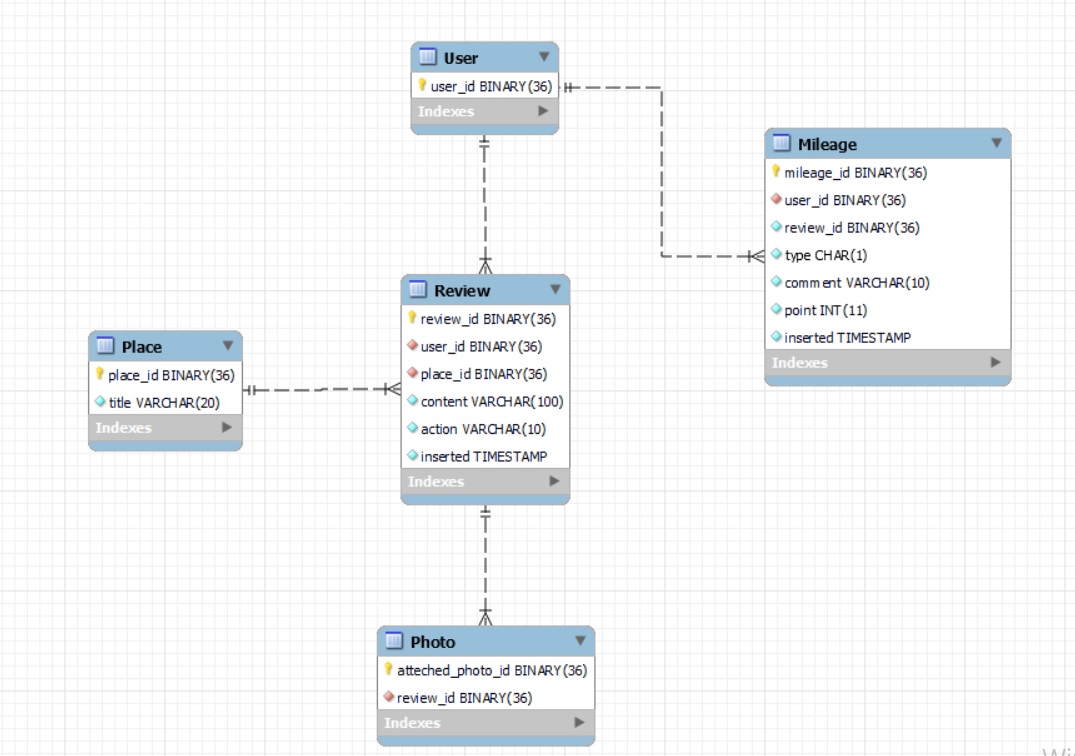 User
user_id BINARY(36)
Indexes
Mileage
mileage_id BINARY(36)
user_id BINARY(36)
review_id BINARY(36)
type CHAR(1)
comment VARCHAR(10)
point INT(11)
inserted TIMESTAMP
Indexes
Review
review_id BINARY(36)
user_id BINARY(36)
place_id BINARY(36)
content VARCHAR(100)
action VARCHAR(10)
inserted TIMESTAMP
Indexes
Place
place_id BINARY(36)
title VARCHAR(20)
Indexes
Photo
atteched_photo_id BINARY(36)
review_id BINARY(36)
Indexes